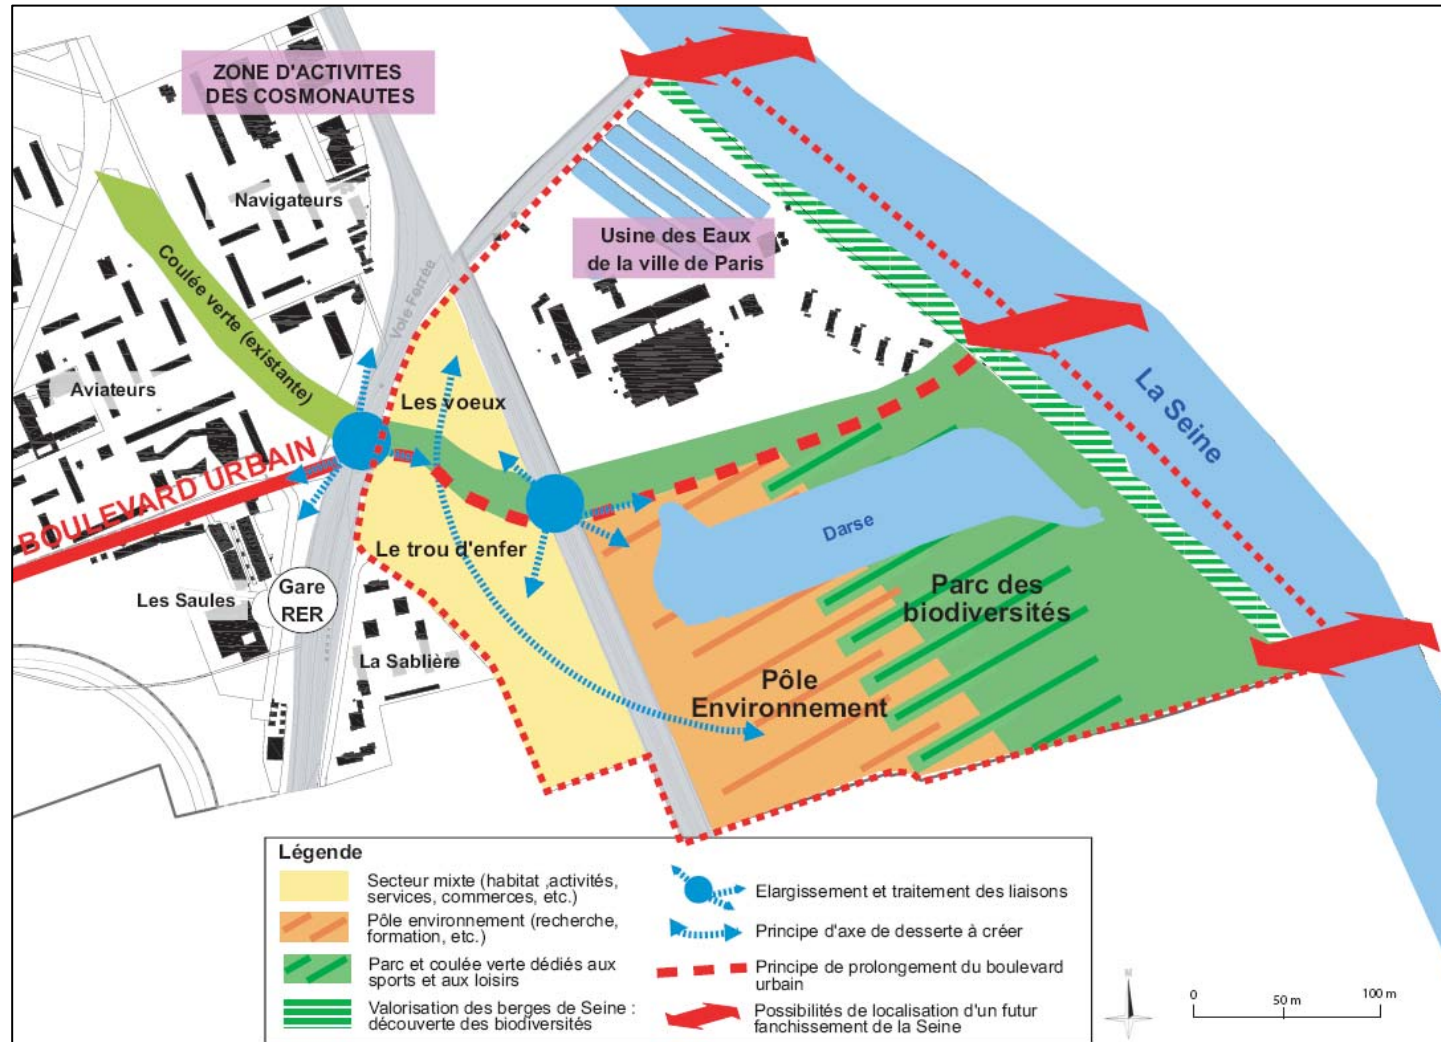 ZONE D'ACTIVITES
DES COSMONAUTES
Navigateurs
Coulée verte (existante)
Aviateurs
Voie Ferrée
Usine des Eaux
de la ville de Paris
Les voeux
BOULEVARD URBAIN
Le trou d'enfer
Les Saules
Gare
RER
La Sablière
La Seine
Darse
Parc des
biodiversités
Pôle
Environnement
Légende
Secteur mixte (habitat ,activités,
services, commerces, etc.)
Pôle environnement (recherche,
formation, etc.)
Parc et coulée verte dédiés aux
sports et aux loisirs
Valorisation des berges de Seine :
découverte des biodiversités
Elargissement et traitement des liaisons
Principe d'axe de desserte à créer
Principe de prolongement du boulevard
urbain
Possibilités de localisation d'un futur
fanchissement de la Seine
N
0 50 m 100 m